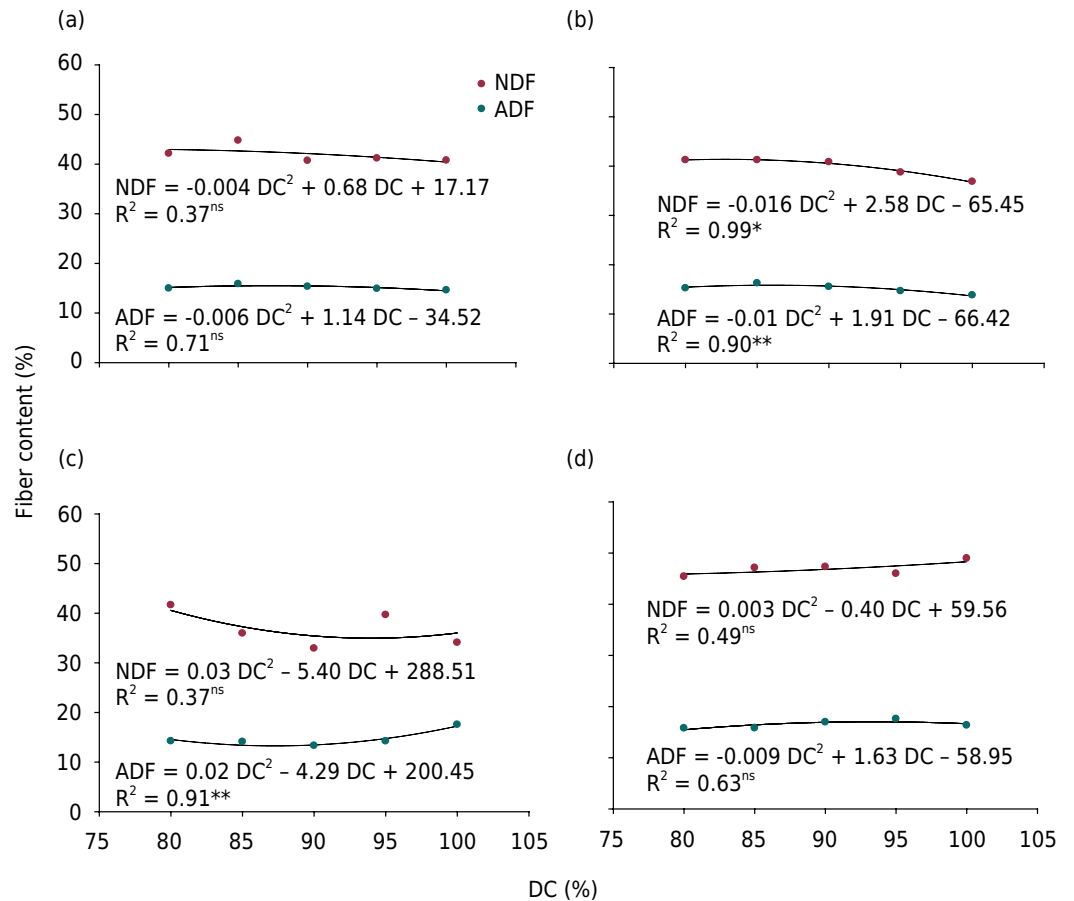 (a)
(b)
60
50
40
30
20
10
0
NDF
ADF
NDF = -0.004 DC² + 0.68 DC + 17.17
R² = 0.37ⁿˢ
ADF = -0.006 DC² + 1.14 DC – 34.52
R² = 0.71ⁿˢ
NDF = -0.016 DC² + 2.58 DC – 65.45
R² = 0.99*
ADF = -0.01 DC² + 1.91 DC – 66.42
R² = 0.90**
Fiber content (%)
(c)
(d)
60
50
40
30
20
10
0
NDF = 0.03 DC² – 5.40 DC + 288.51
R² = 0.37ⁿˢ
ADF = 0.02 DC² – 4.29 DC + 200.45
R² = 0.91**
NDF = 0.003 DC² – 0.40 DC + 59.56
R² = 0.49ⁿˢ
ADF = -0.009 DC² + 1.63 DC – 58.95
R² = 0.63ⁿˢ
75 80 85 90 95 100 105
75 80 85 90 95 100 105
DC (%)